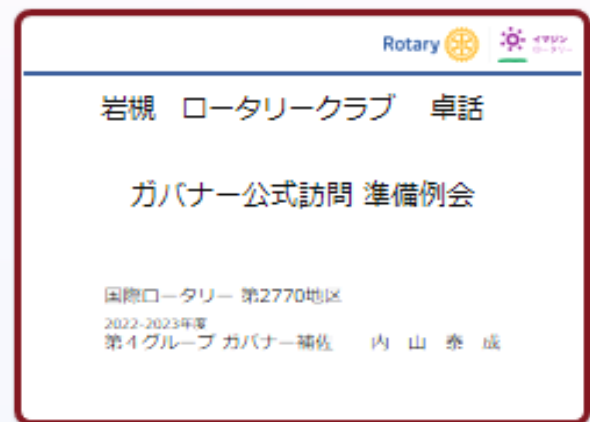 Rotary イマジン
ロータリー
岩槻 ロータリークラブ 卓話
ガバナー公式訪問 準備例会
国際ロータリー 第2770地区
2022-2023年度
第4グループ ガバナー補佐 内 山 泰 成